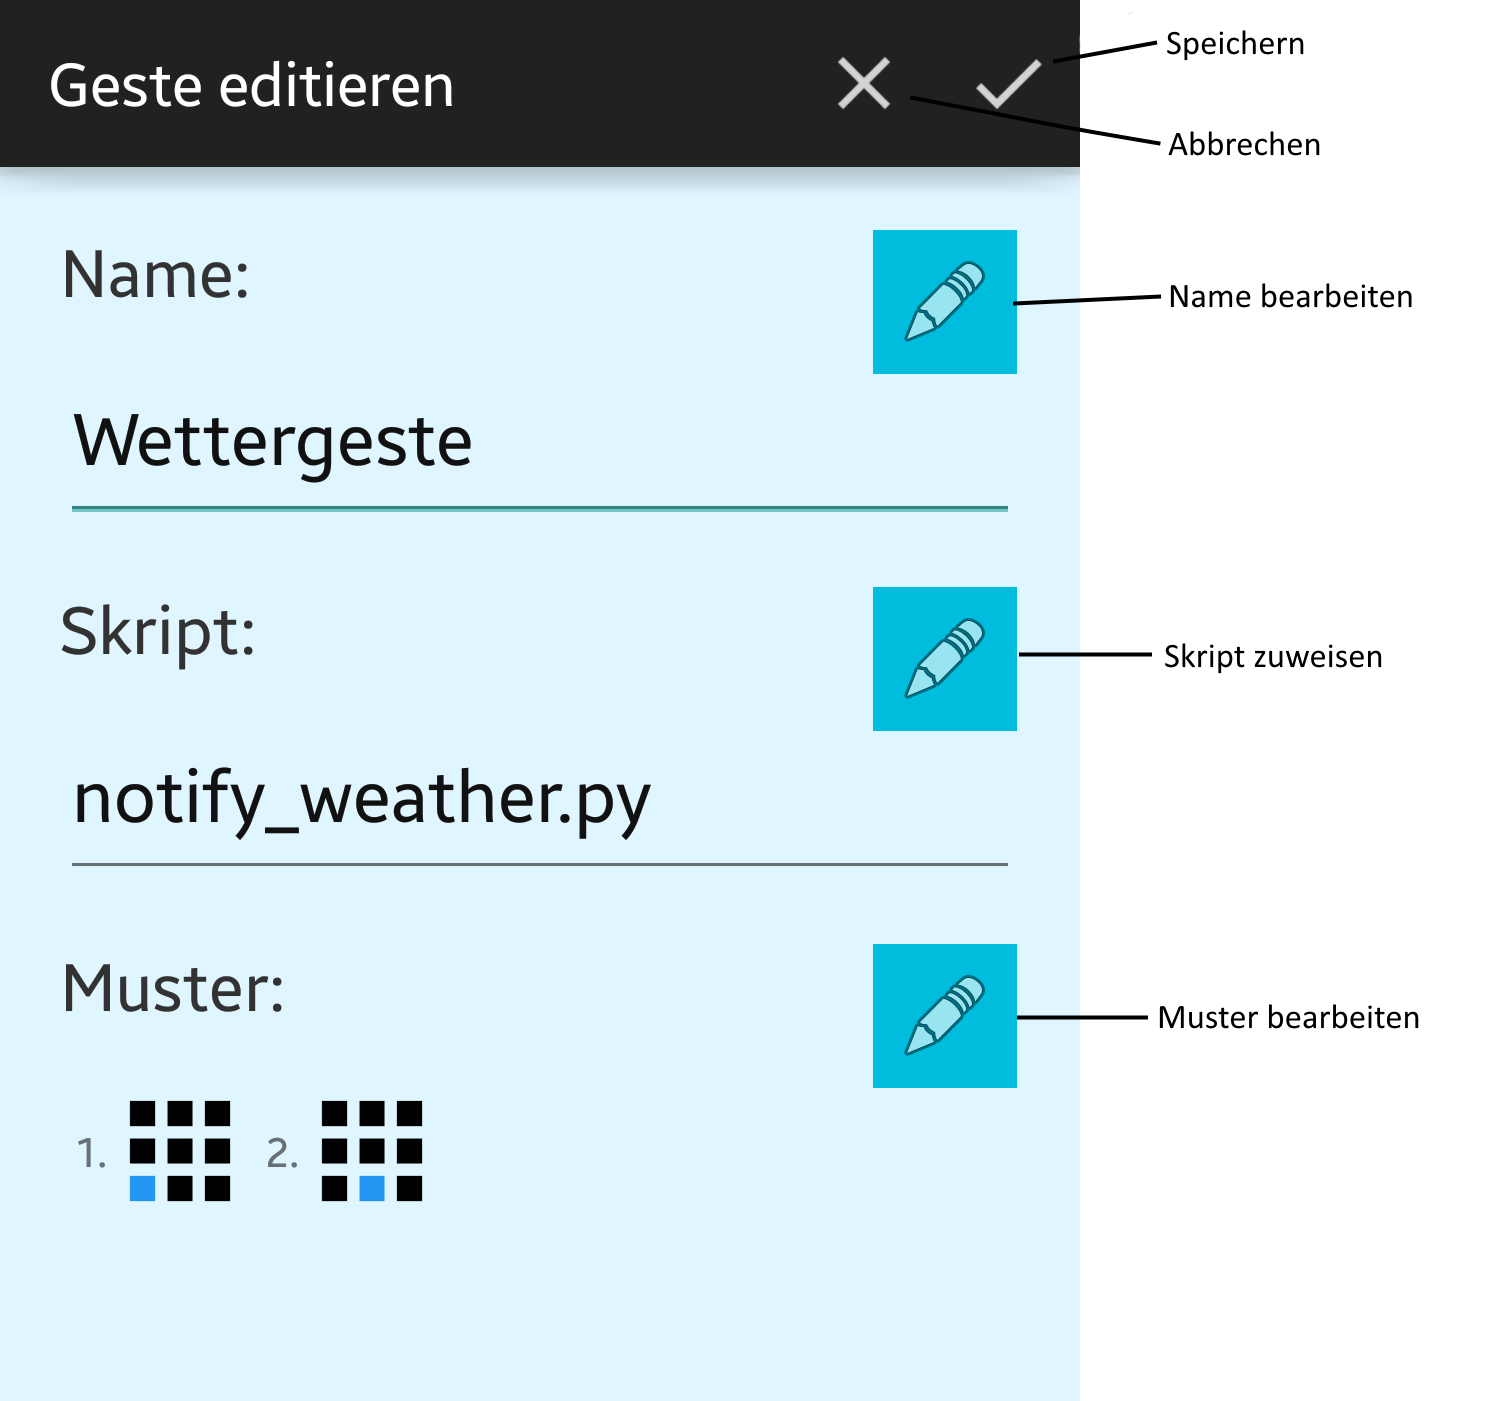 Geste editieren
Speichern
Abbrechen
Name:
Name bearbeiten
Wettergeste
Skript:
Skript zuweisen
notify_weather.py
Muster:
Muster bearbeiten
1. 2.